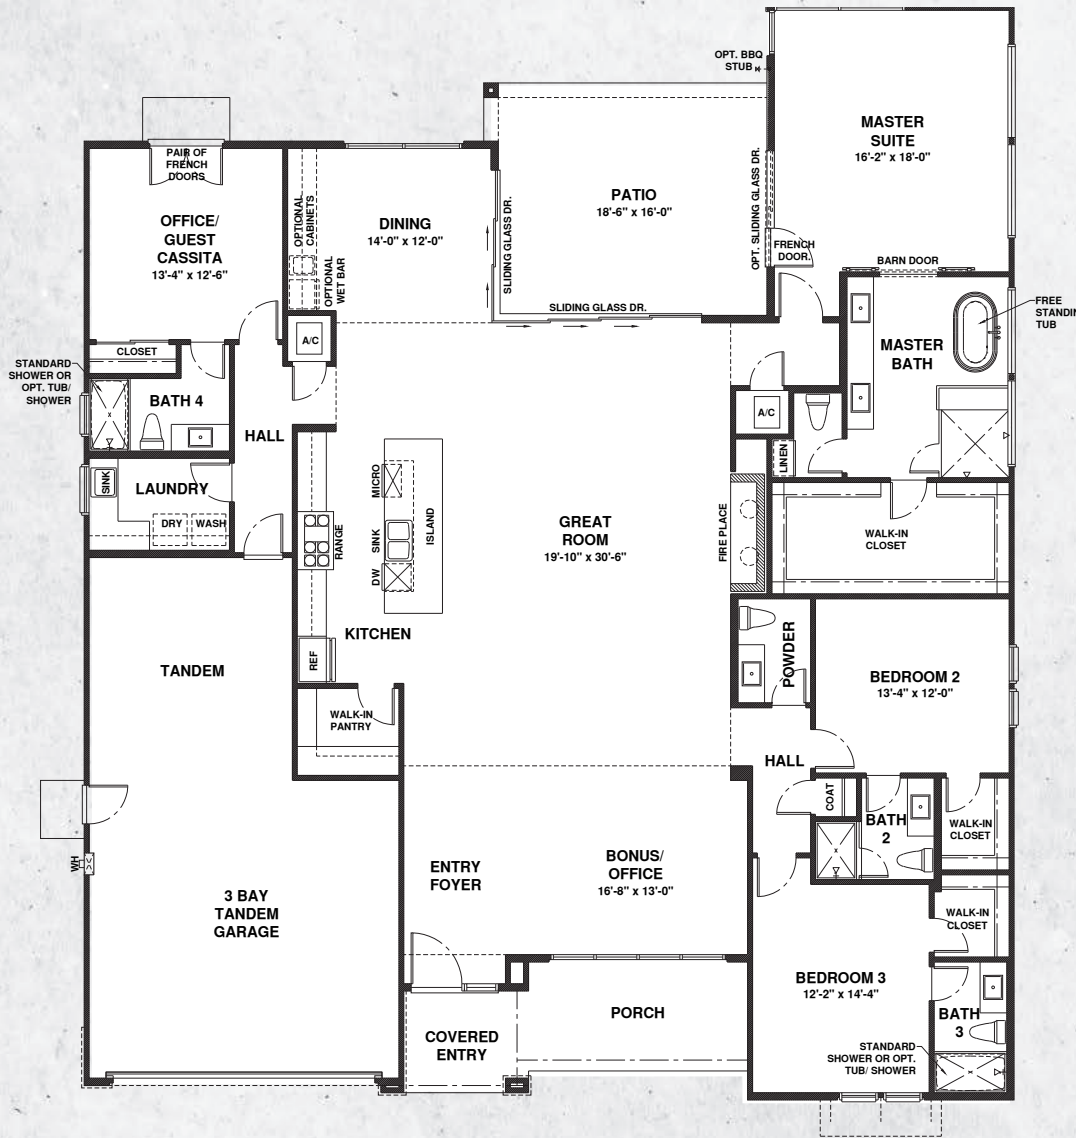 OPT. BBQ
STUB
MASTER
SUITE
16'-2" x 18'-0"
PAIR OF
FRENCH
DOORS
OFFICE/
GUEST
CASSITA
13'-4" x 12'-6"
OPTIONAL
CABINETS
OPTIONAL
WET BAR
DINING
14'-0" x 12'-0"
SLIDING GLASS DR.
PATIO
18'-6" x 16'-0"
OPT. SLIDING GLASS DR.
FRENCH
DOOR.
SLIDING GLASS DR.
BARN DOOR
FREE
STANDIN
TUB
MASTER
BATH
A/C
CLOSET
STANDARD
SHOWER OR
OPT. TUB/
SHOWER
BATH 4
HALL
A/C
LINEN
SINK
LAUNDRY
DRY
WASH
MICRO
SINK
DW
ISLAND
RANGE
GREAT
ROOM
19'-10" x 30'-6"
FIRE PLACE
WALK-IN
CLOSET
KITCHEN
REF
TANDEM
POWDER
BEDROOM 2
13'-4" x 12'-0"
WALK-IN
PANTRY
HALL
COAT
BATH
2
WALK-IN
CLOSET
WH
ENTRY
FOYER
BONUS/
OFFICE
16'-8" x 13'-0"
3 BAY
TANDEM
GARAGE
WALK-IN
CLOSET
BEDROOM 3
12'-2" x 14'-4"
BATH
3
PORCH
COVERED
ENTRY
STANDARD
SHOWER OR OPT.
TUB/ SHOWER